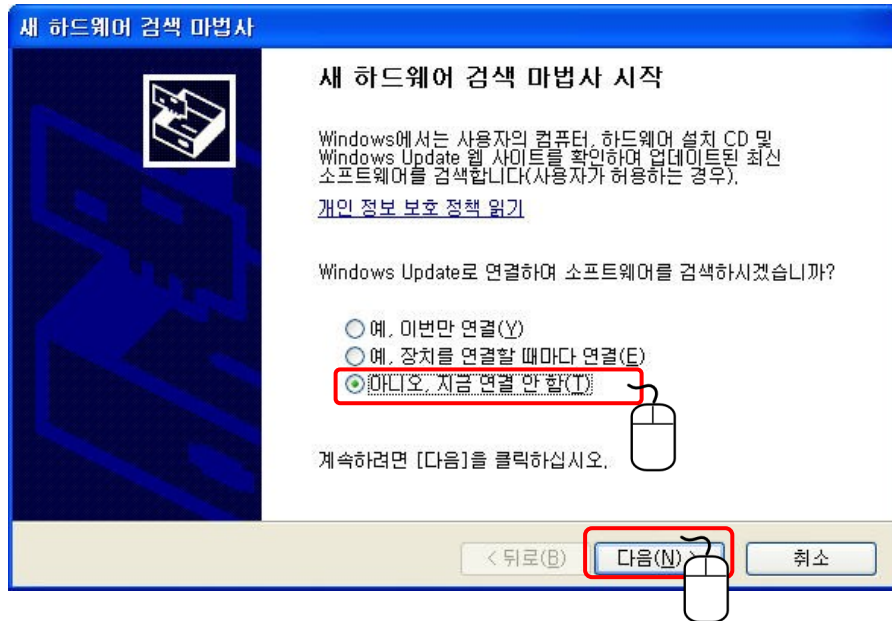 새 하드웨어 검색 마법사
새 하드웨어 검색 마법사 시작
Windows에서는 사용자의 컴퓨터, 하드웨어 설치 CD 및
Windows Update 웹 사이트를 확인하여 업데이트된 최신
소프트웨어를 검색합니다(사용자가 허용하는 경우).
개인 정보 보호 정책 읽기
Windows Update로 연결하여 소프트웨어를 검색하시겠습니까?
예, 이번만 연결(Y)
예, 장치를 연결할 때마다 연결(E)
아니오, 지금 연결 안 함(T)
계속하려면 [다음]을 클릭하십시오.
< 뒤로(B) 다음(N) > 취소